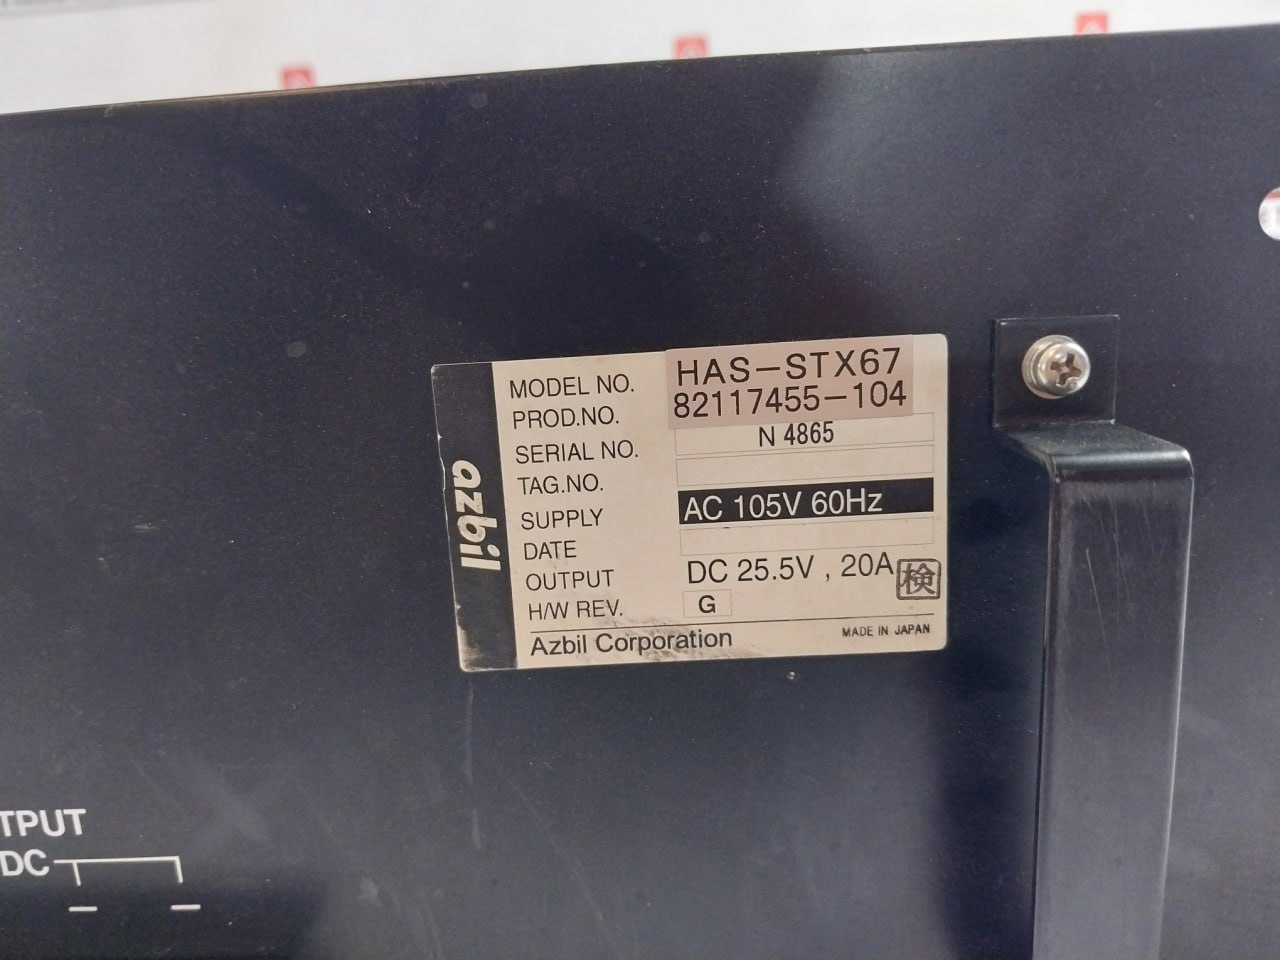 azbil
MODEL NO. HAS-STX67
PROD.NO. 82117455-104
SERIAL NO. N 4865
TAG.NO.
SUPPLY AC 105V 60Hz
DATE
OUTPUT DC 25.5V , 20A 検
H/W REV. G
Azbil Corporation MADE IN JAPAN
TPUT
DC